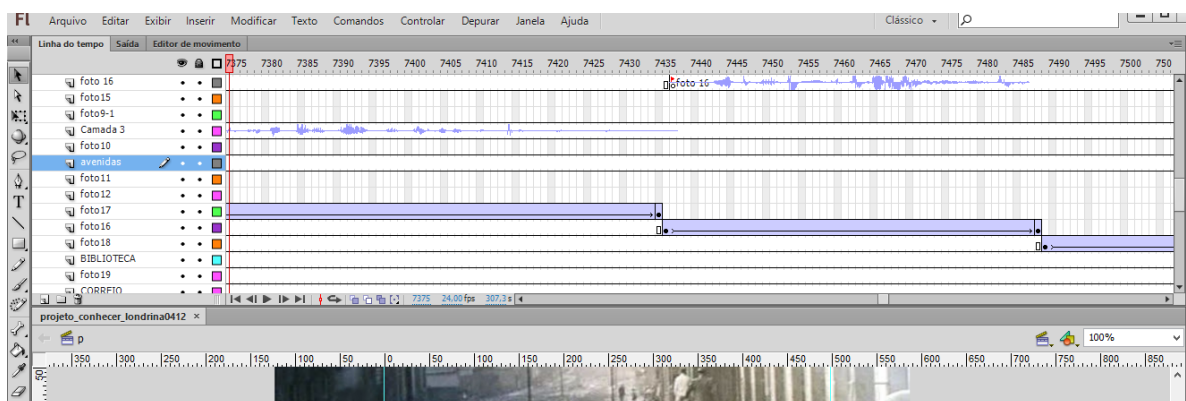 Fl Arquivo Editar Exibir Inserir Modificar Texto Comandos Controlar Depurar Janela Ajuda Clássico
Linha do tempo Saída Editor de movimento
7375 7380 7385 7390 7395 7400 7405 7410 7415 7420 7425 7430 7435 7440 7445 7450 7455 7460 7465 7470 7475 7480 7485 7490 7495 7500 750
foto 16 foto 16
foto15
foto9-1
Camada 3
foto10
avenidas
foto11
foto12
foto17
foto16
foto18
BIBLIOTECA
foto19
CORREIO
7375 24,00 fps 307,3 s
projeto_conhecer_londrina0412 ×
p 100%
350 300 250 200 150 100 50 0 50 100 150 200 250 300 350 400 450 500 550 600 650 700 750 800 850
50